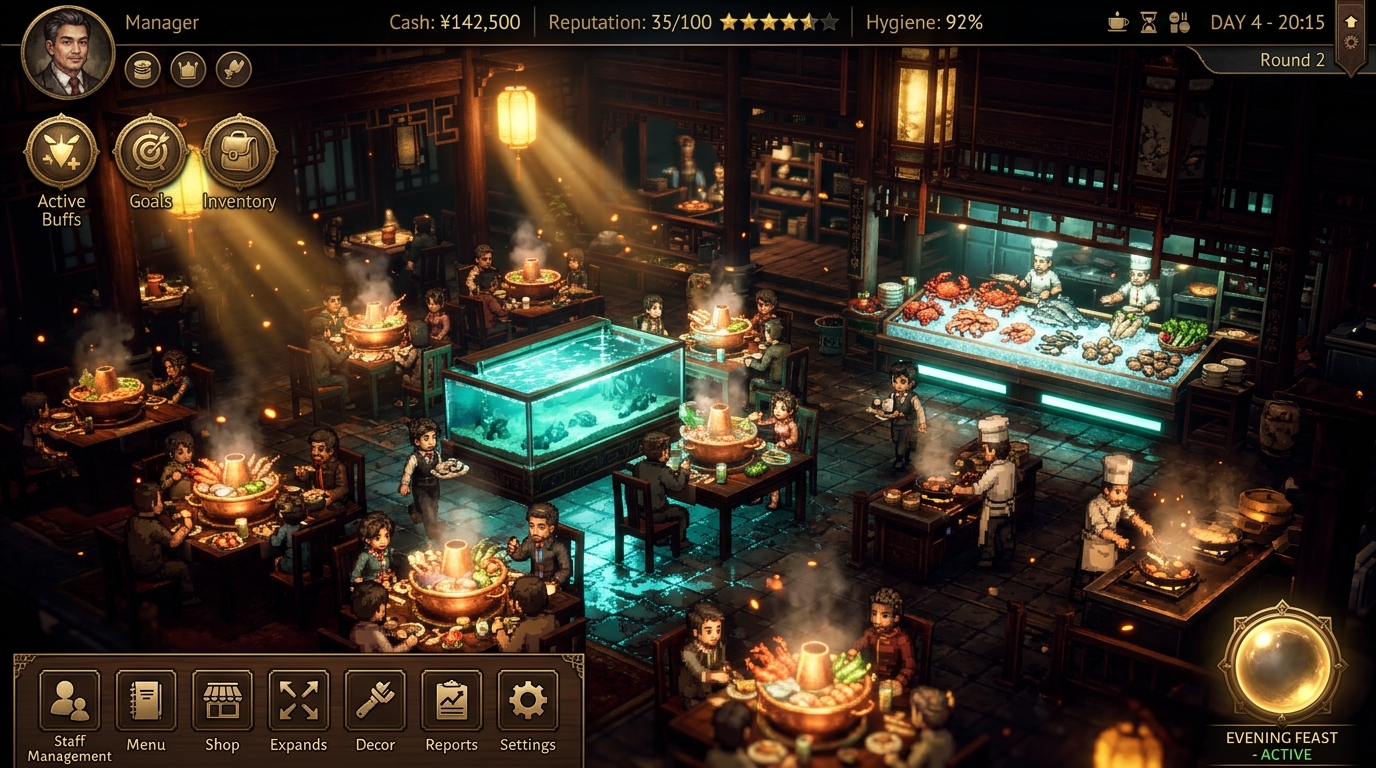 Manager
Cash: ¥142,500
Reputation: 35/100
Hygiene: 92%
DAY 4 - 20:15
Round 2
Active
Buffs
Goals
Inventory
Staff
Management
Menu
Shop
Expands
Decor
Reports
Settings
EVENING FEAST
- ACTIVE